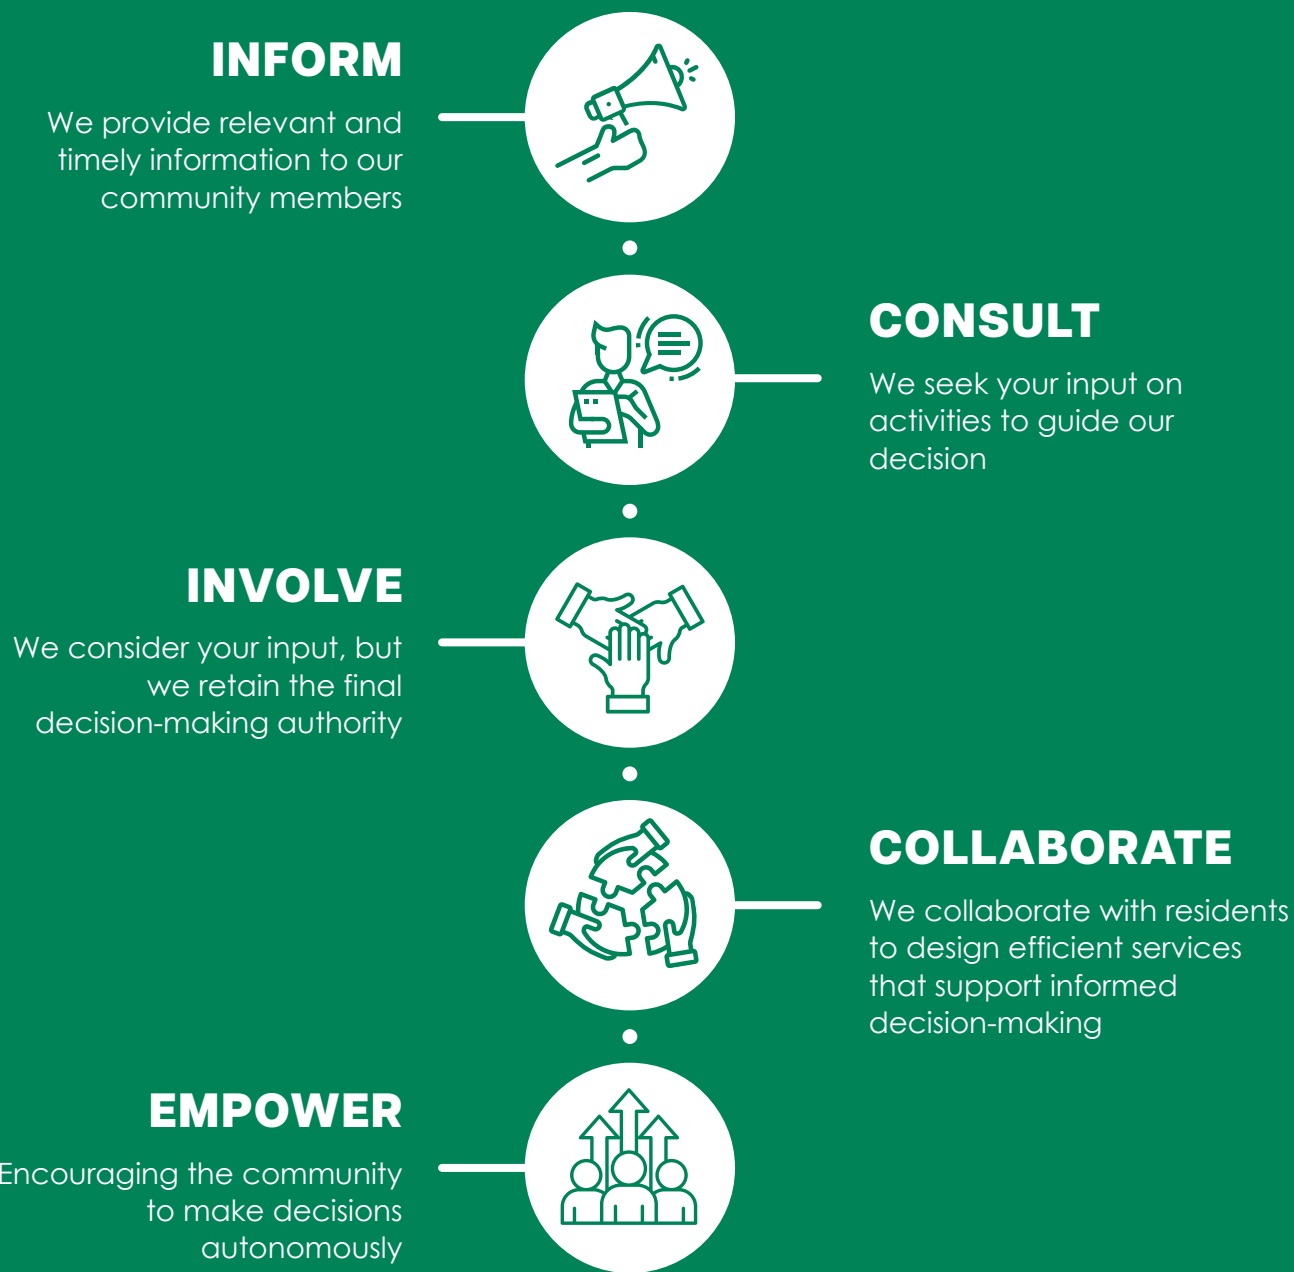 INFORM
We provide relevant and
timely information to our
community members
CONSULT
We seek your input on
activities to guide our
decision
INVOLVE
We consider your input, but
we retain the final
decision-making authority
COLLABORATE
We collaborate with residents
to design efficient services
that support informed
decision-making
EMPOWER
Encouraging the community
to make decisions
autonomously